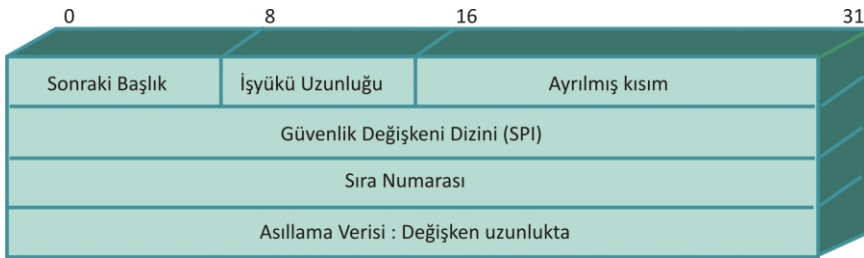 0 8 16 31
Sonraki Başlık İşyükü Uzunluğu Ayrılmış kısım
Güvenlik Değişkeni Dizini (SPI)
Sıra Numarası
Asıllama Verisi : Değişken uzunlukta